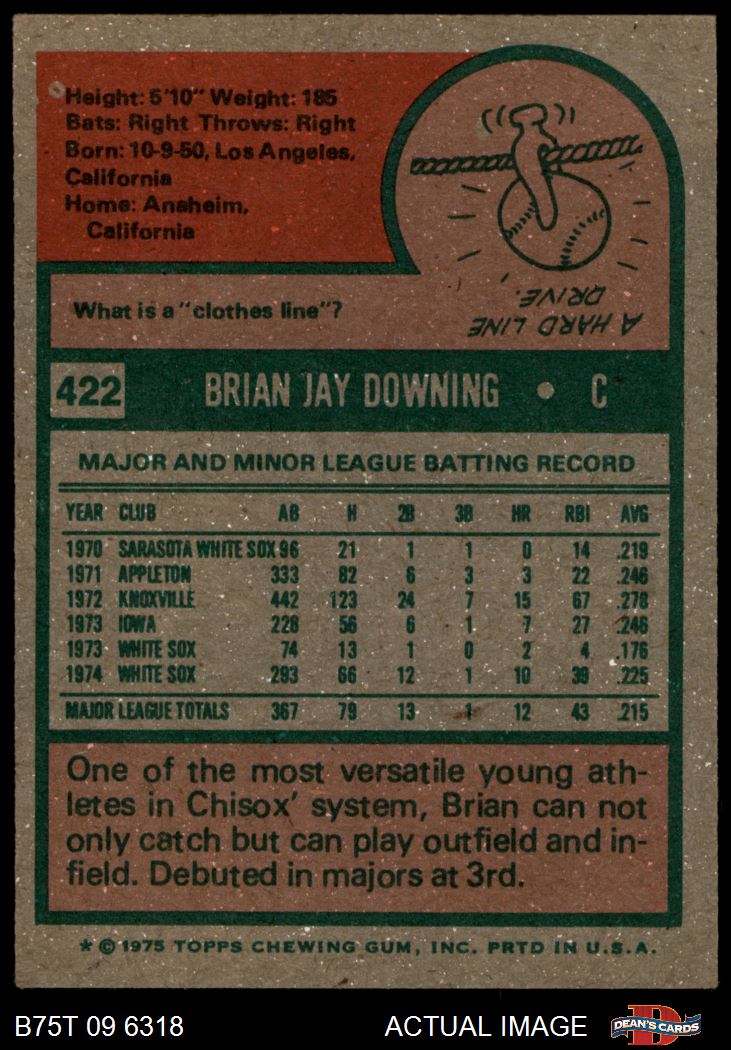 Height: 5'10" Weight: 185
Bats: Right Throws: Right
Born: 10-9-50, Los Angeles,
California
Home: Anaheim,
California
What is a "clothes line"?
A HARD LINE
DRIVE.
422 BRIAN JAY DOWNING • C
MAJOR AND MINOR LEAGUE BATTING RECORD
YEAR CLUB AB H 2B 3B HR RBI AVG
1970 SARASOTA WHITE SOX 96 21 1 1 0 14 .219
1971 APPLETON 333 82 6 3 3 22 .246
1972 KNOXVILLE 442 123 24 7 15 67 .278
1973 IOWA 228 56 6 1 7 27 .246
1973 WHITE SOX 74 13 1 0 2 4 .176
1974 WHITE SOX 293 66 12 1 10 39 .225
MAJOR LEAGUE TOTALS 367 79 13 1 12 43 .215
One of the most versatile young ath-
letes in Chisox' system, Brian can not
only catch but can play outfield and in-
field. Debuted in majors at 3rd.
* © 1975 TOPPS CHEWING GUM, INC. PRTD IN U.S.A.
B75T 09 6318 ACTUAL IMAGE DEAN'S CARDS